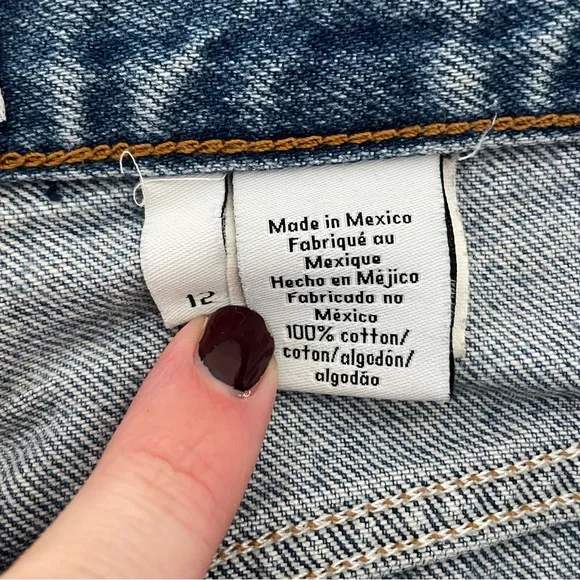 12
Made in Mexico
Fabriqué au
Mexique
Hecho en Méjico
Fabricado no
México
100% cotton/
coton/algodón/
algodão